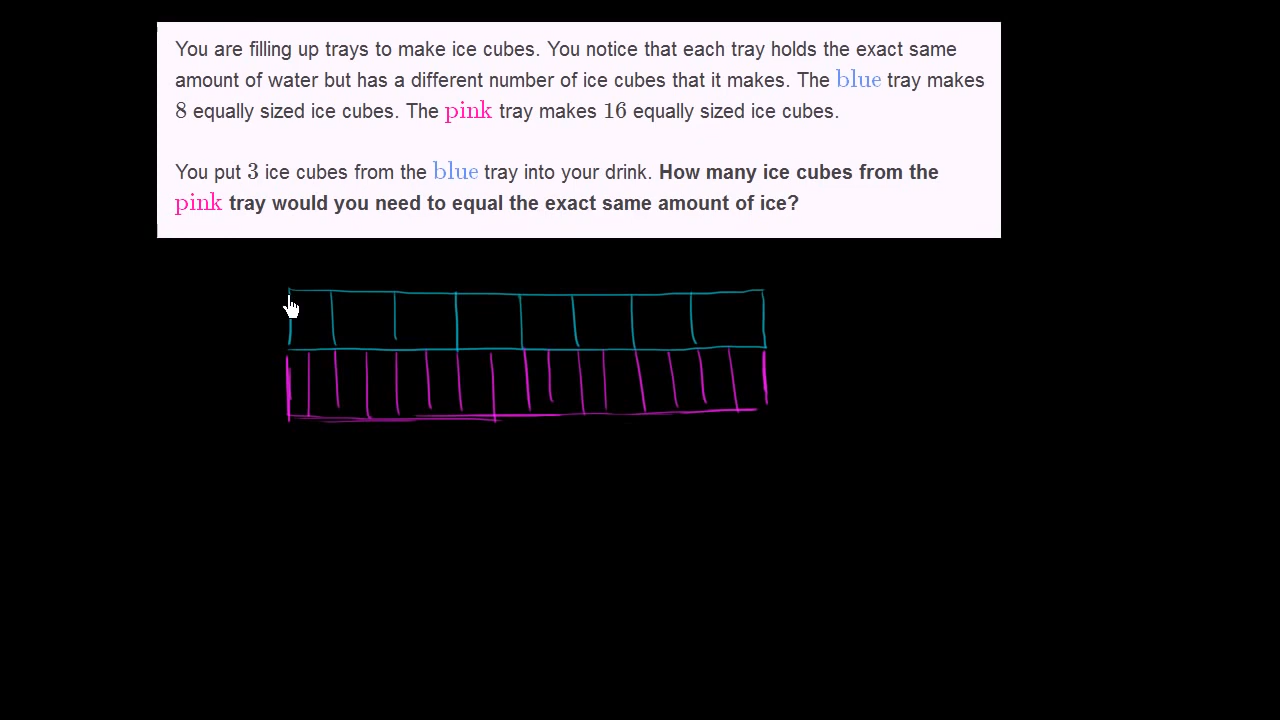 You are filling up trays to make ice cubes. You notice that each tray holds the exact same
amount of water but has a different number of ice cubes that it makes. The blue tray makes
8 equally sized ice cubes. The pink tray makes 16 equally sized ice cubes.
You put 3 ice cubes from the blue tray into your drink. How many ice cubes from the
pink tray would you need to equal the exact same amount of ice?